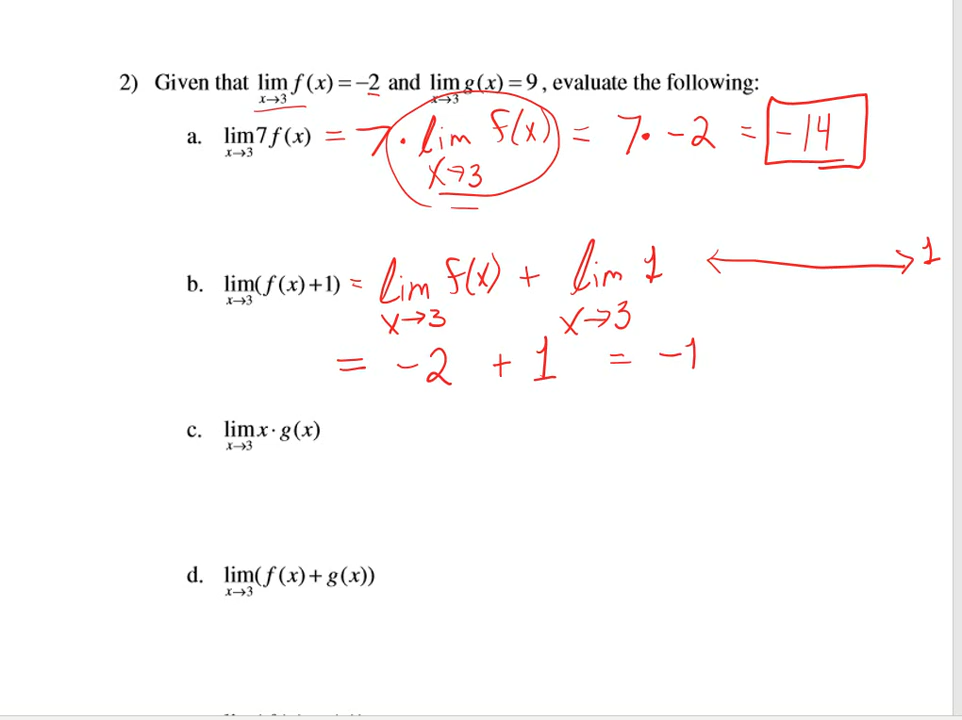 2) Given that lim f(x) = −2 and lim g(x) = 9, evaluate the following:
x→3 x→3
a. lim 7f(x) = 7 · lim f(x) = 7 · −2 = −14
x→3 x→3
b. lim(f(x)+1) = lim f(x) + lim 1 1
x→3 x→3 x→3
= −2 + 1 = −1
c. lim x · g(x)
x→3
d. lim(f(x)+g(x))
x→3